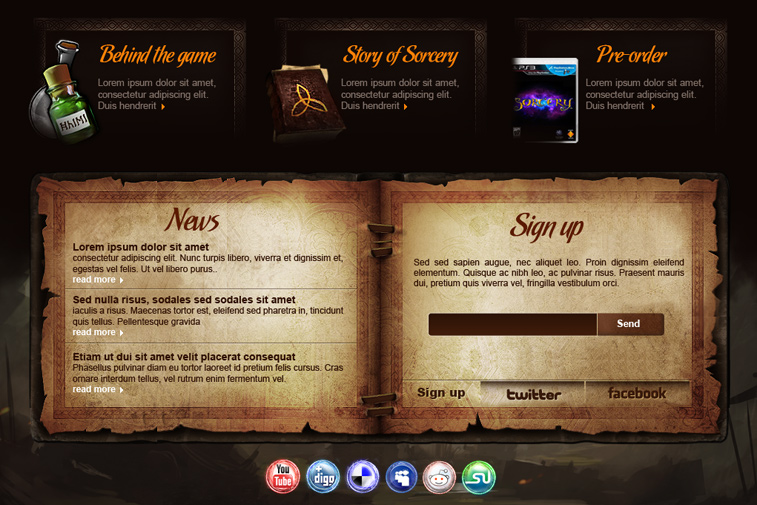 Behind the game
Lorem ipsum dolor sit amet,
consectetur adipiscing elit.
Duis hendrerit
Story of Sorcery
Lorem ipsum dolor sit amet,
consectetur adipiscing elit.
Duis hendrerit
PS3
SORCERY
Pre-order
Lorem ipsum dolor sit amet,
consectetur adipiscing elit.
Duis hendrerit
News
Lorem ipsum dolor sit amet
consectetur adipiscing elit. Nunc turpis libero, viverra et dignissim et,
egestas vel felis. Ut vel libero purus..
read more
Sed nulla risus, sodales sed sodales sit amet
iaculis a risus. Maecenas tortor est, eleifend sed pharetra in, tincidunt
quis tellus. Pellentesque gravida
read more
Etiam ut dui sit amet velit placerat consequat
Phasellus pulvinar diam eu tortor laoreet id pretium felis cursus. Cras
ornare interdum tellus, vel rutrum enim fermentum vel.
read more
Sign up
Sed sed sapien augue, nec aliquet leo. Proin dignissim eleifend
elementum. Quisque ac nibh leo, ac pulvinar risus. Praesent mauris
dui, pretium quis viverra vel, fringilla vestibulum orci.
Send
Sign up twitter facebook
You
Tube
digg